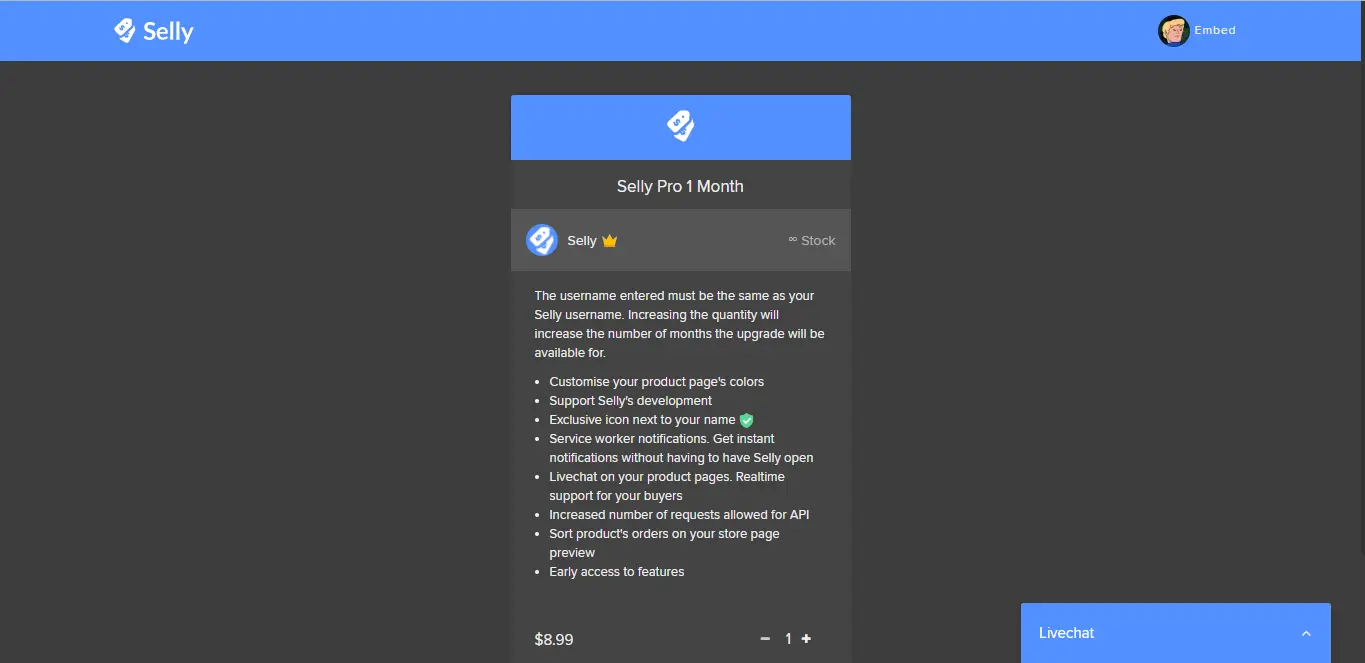 Selly
Embed
Selly Pro 1 Month
Selly
∞ Stock
The username entered must be the same as your
Selly username. Increasing the quantity will
increase the number of months the upgrade will be
available for.
• Customise your product page's colors
• Support Selly's development
• Exclusive icon next to your name
• Service worker notifications. Get instant
notifications without having to have Selly open
• Livechat on your product pages. Realtime
support for your buyers
• Increased number of requests allowed for API
• Sort product's orders on your store page
preview
• Early access to features
$8.99
− 1 +
Livechat